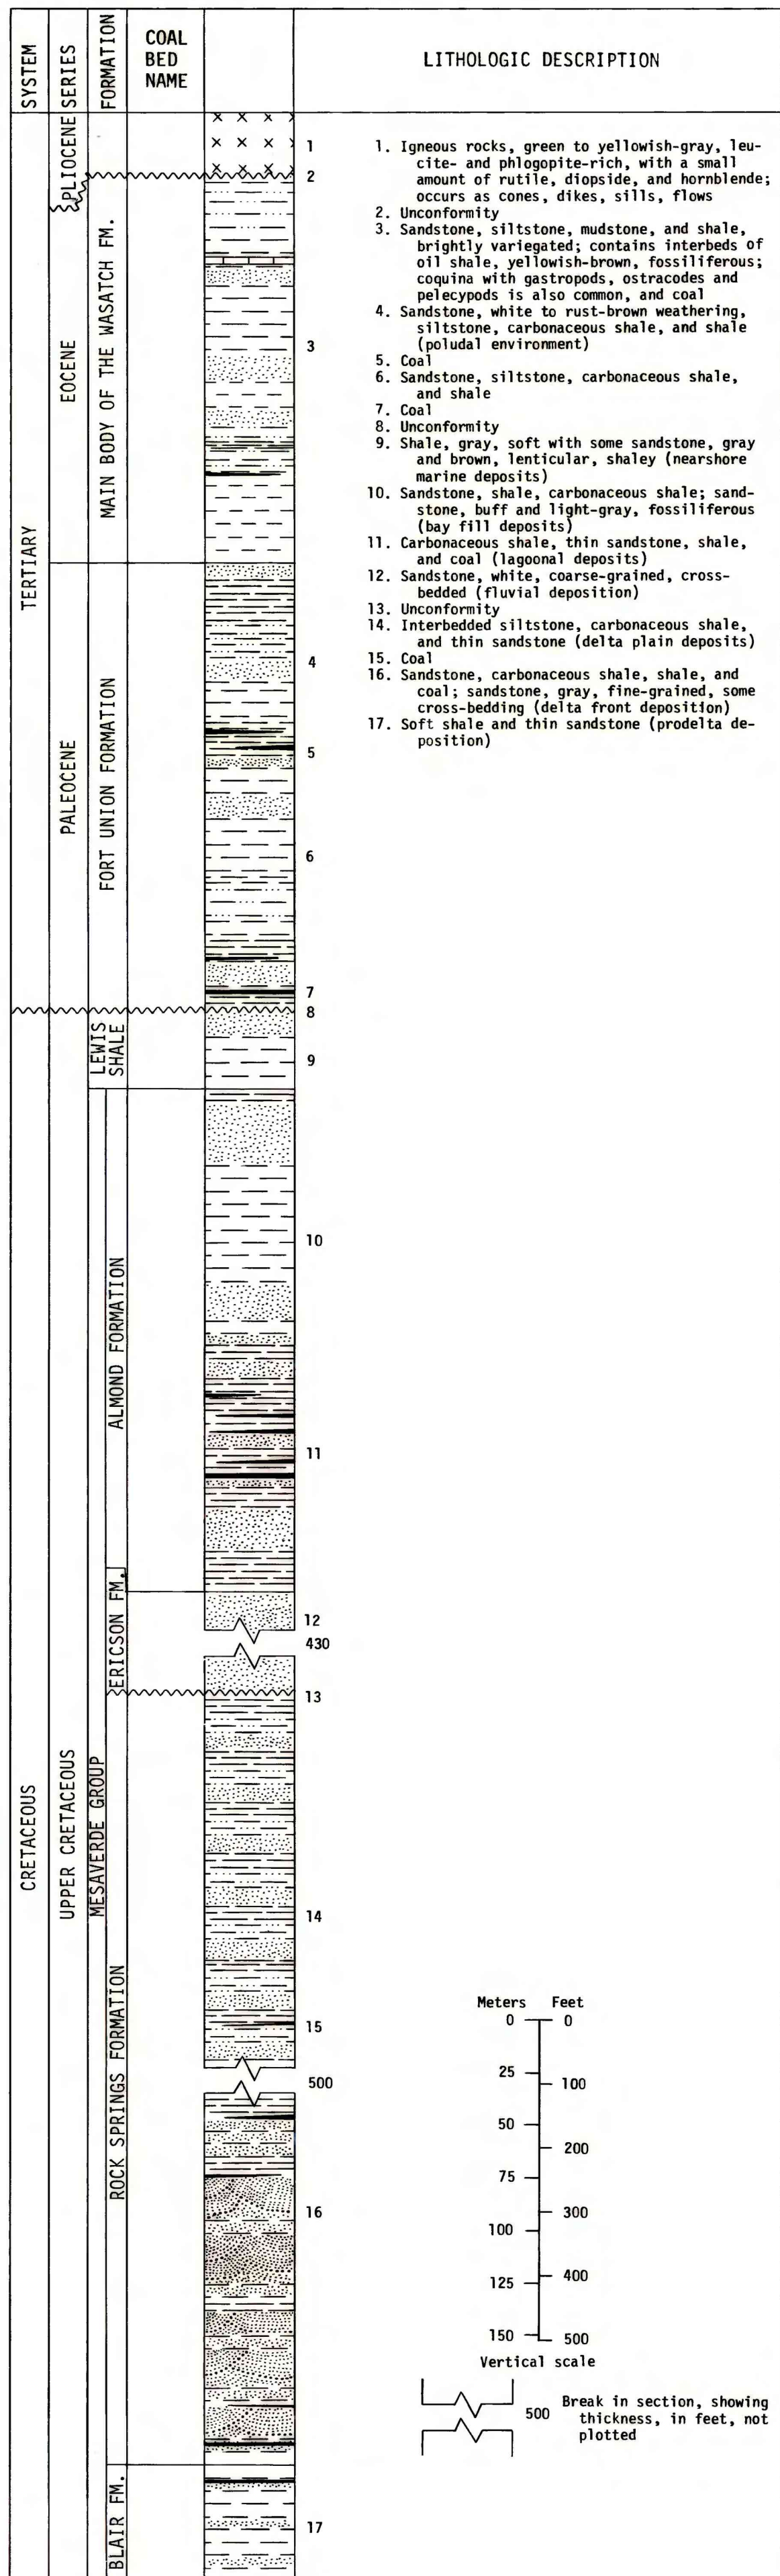 SYSTEM
SERIES
FORMATION
COAL
BED
NAME
LITHOLOGIC DESCRIPTION
TERTIARY
CRETACEOUS
PLIOCENE
EOCENE
PALEOCENE
UPPER CRETACEOUS
MAIN BODY OF THE WASATCH FM.
FORT UNION FORMATION
LEWIS
SHALE
MESAVERDE GROUP
ALMOND FORMATION
ERICSON FM.
ROCK SPRINGS FORMATION
BLAIR FM.
1
2
3
4
5
6
7
8
9
10
11
12
430
13
14
15
500
16
17
1. Igneous rocks, green to yellowish-gray, leu-
cite- and phlogopite-rich, with a small
amount of rutile, diopside, and hornblende;
occurs as cones, dikes, sills, flows
2. Unconformity
3. Sandstone, siltstone, mudstone, and shale,
brightly variegated; contains interbeds of
oil shale, yellowish-brown, fossiliferous;
coquina with gastropods, ostracodes and
pelecypods is also common, and coal
4. Sandstone, white to rust-brown weathering,
siltstone, carbonaceous shale, and shale
(poludal environment)
5. Coal
6. Sandstone, siltstone, carbonaceous shale,
and shale
7. Coal
8. Unconformity
9. Shale, gray, soft with some sandstone, gray
and brown, lenticular, shaley (nearshore
marine deposits)
10. Sandstone, shale, carbonaceous shale; sand-
stone, buff and light-gray, fossiliferous
(bay fill deposits)
11. Carbonaceous shale, thin sandstone, shale,
and coal (lagoonal deposits)
12. Sandstone, white, coarse-grained, cross-
bedded (fluvial deposition)
13. Unconformity
14. Interbedded siltstone, carbonaceous shale,
and thin sandstone (delta plain deposits)
15. Coal
16. Sandstone, carbonaceous shale, shale, and
coal; sandstone, gray, fine-grained, some
cross-bedding (delta front deposition)
17. Soft shale and thin sandstone (prodelta de-
position)
Meters Feet
0 0
25
100
50
200
75
300
100
400
125
150 500
Vertical scale
500 Break in section, showing
thickness, in feet, not
plotted